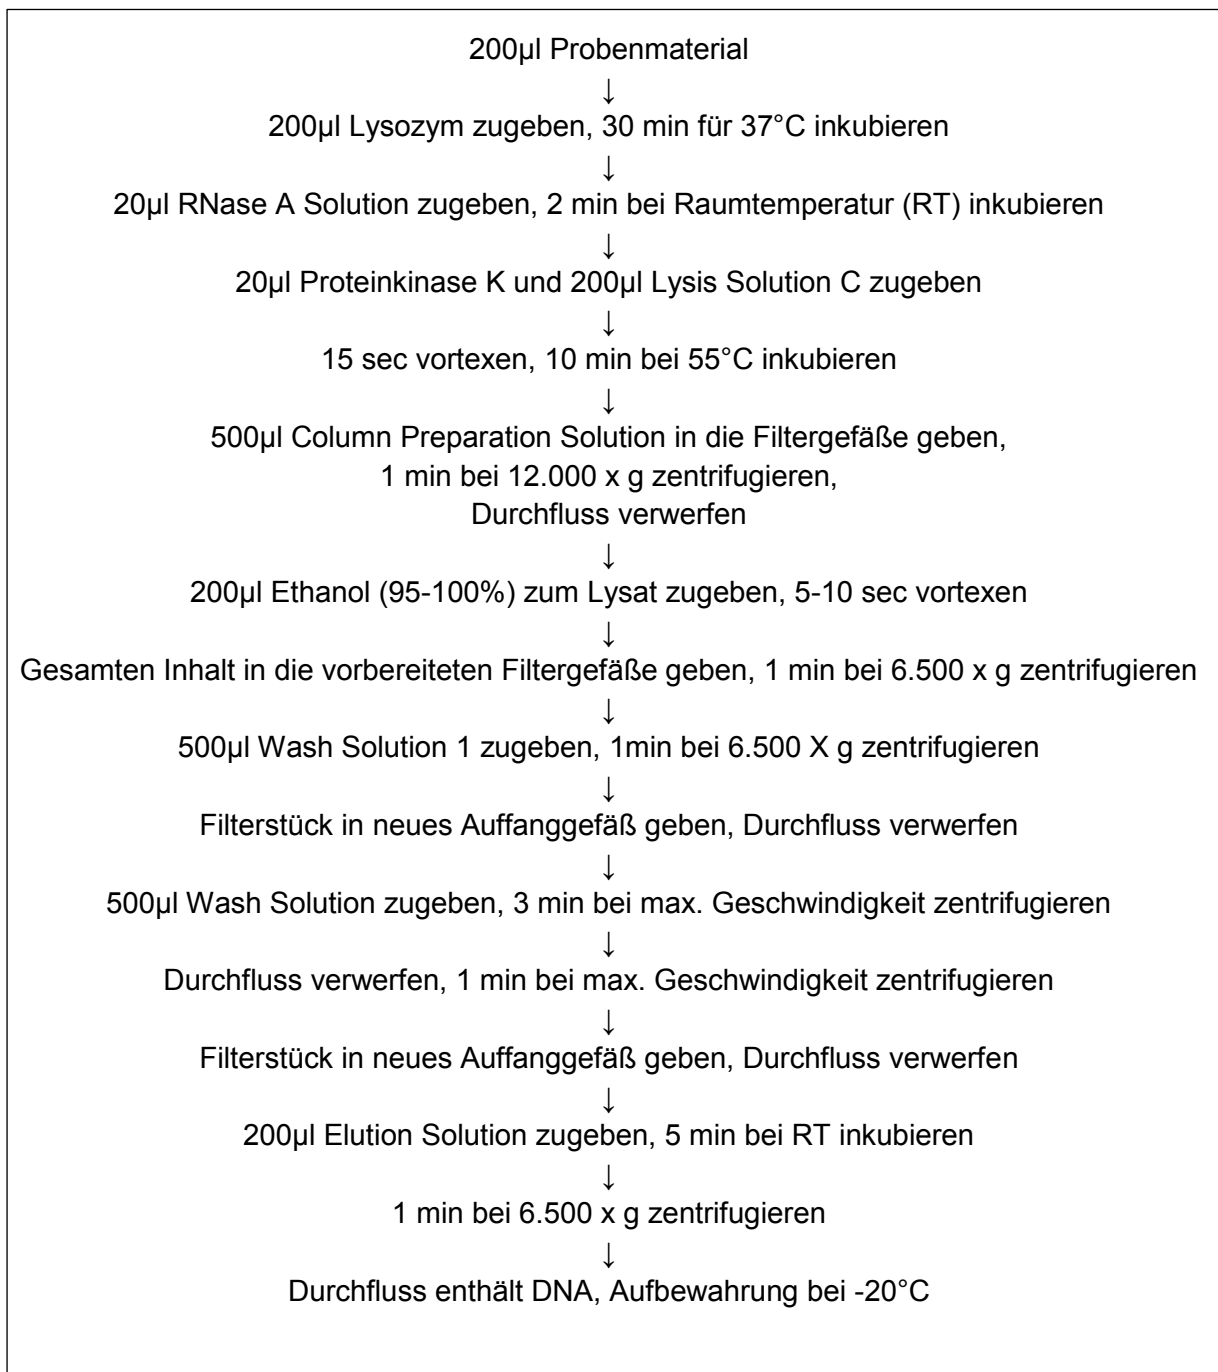 200µl Probenmaterial
↓
200µl Lysozym zugeben, 30 min für 37°C inkubieren
↓
20µl RNase A Solution zugeben, 2 min bei Raumtemperatur (RT) inkubieren
↓
20µl Proteinkinase K und 200µl Lysis Solution C zugeben
↓
15 sec vortexen, 10 min bei 55°C inkubieren
↓
500µl Column Preparation Solution in die Filtergefäße geben,
1 min bei 12.000 x g zentrifugieren,
Durchfluss verwerfen
↓
200µl Ethanol (95-100%) zum Lysat zugeben, 5-10 sec vortexen
↓
Gesamten Inhalt in die vorbereiteten Filtergefäße geben, 1 min bei 6.500 x g zentrifugieren
↓
500µl Wash Solution 1 zugeben, 1min bei 6.500 X g zentrifugieren
↓
Filterstück in neues Auffanggefäß geben, Durchfluss verwerfen
↓
500µl Wash Solution zugeben, 3 min bei max. Geschwindigkeit zentrifugieren
↓
Durchfluss verwerfen, 1 min bei max. Geschwindigkeit zentrifugieren
↓
Filterstück in neues Auffanggefäß geben, Durchfluss verwerfen
↓
200µl Elution Solution zugeben, 5 min bei RT inkubieren
↓
1 min bei 6.500 x g zentrifugieren
↓
Durchfluss enthält DNA, Aufbewahrung bei -20°C